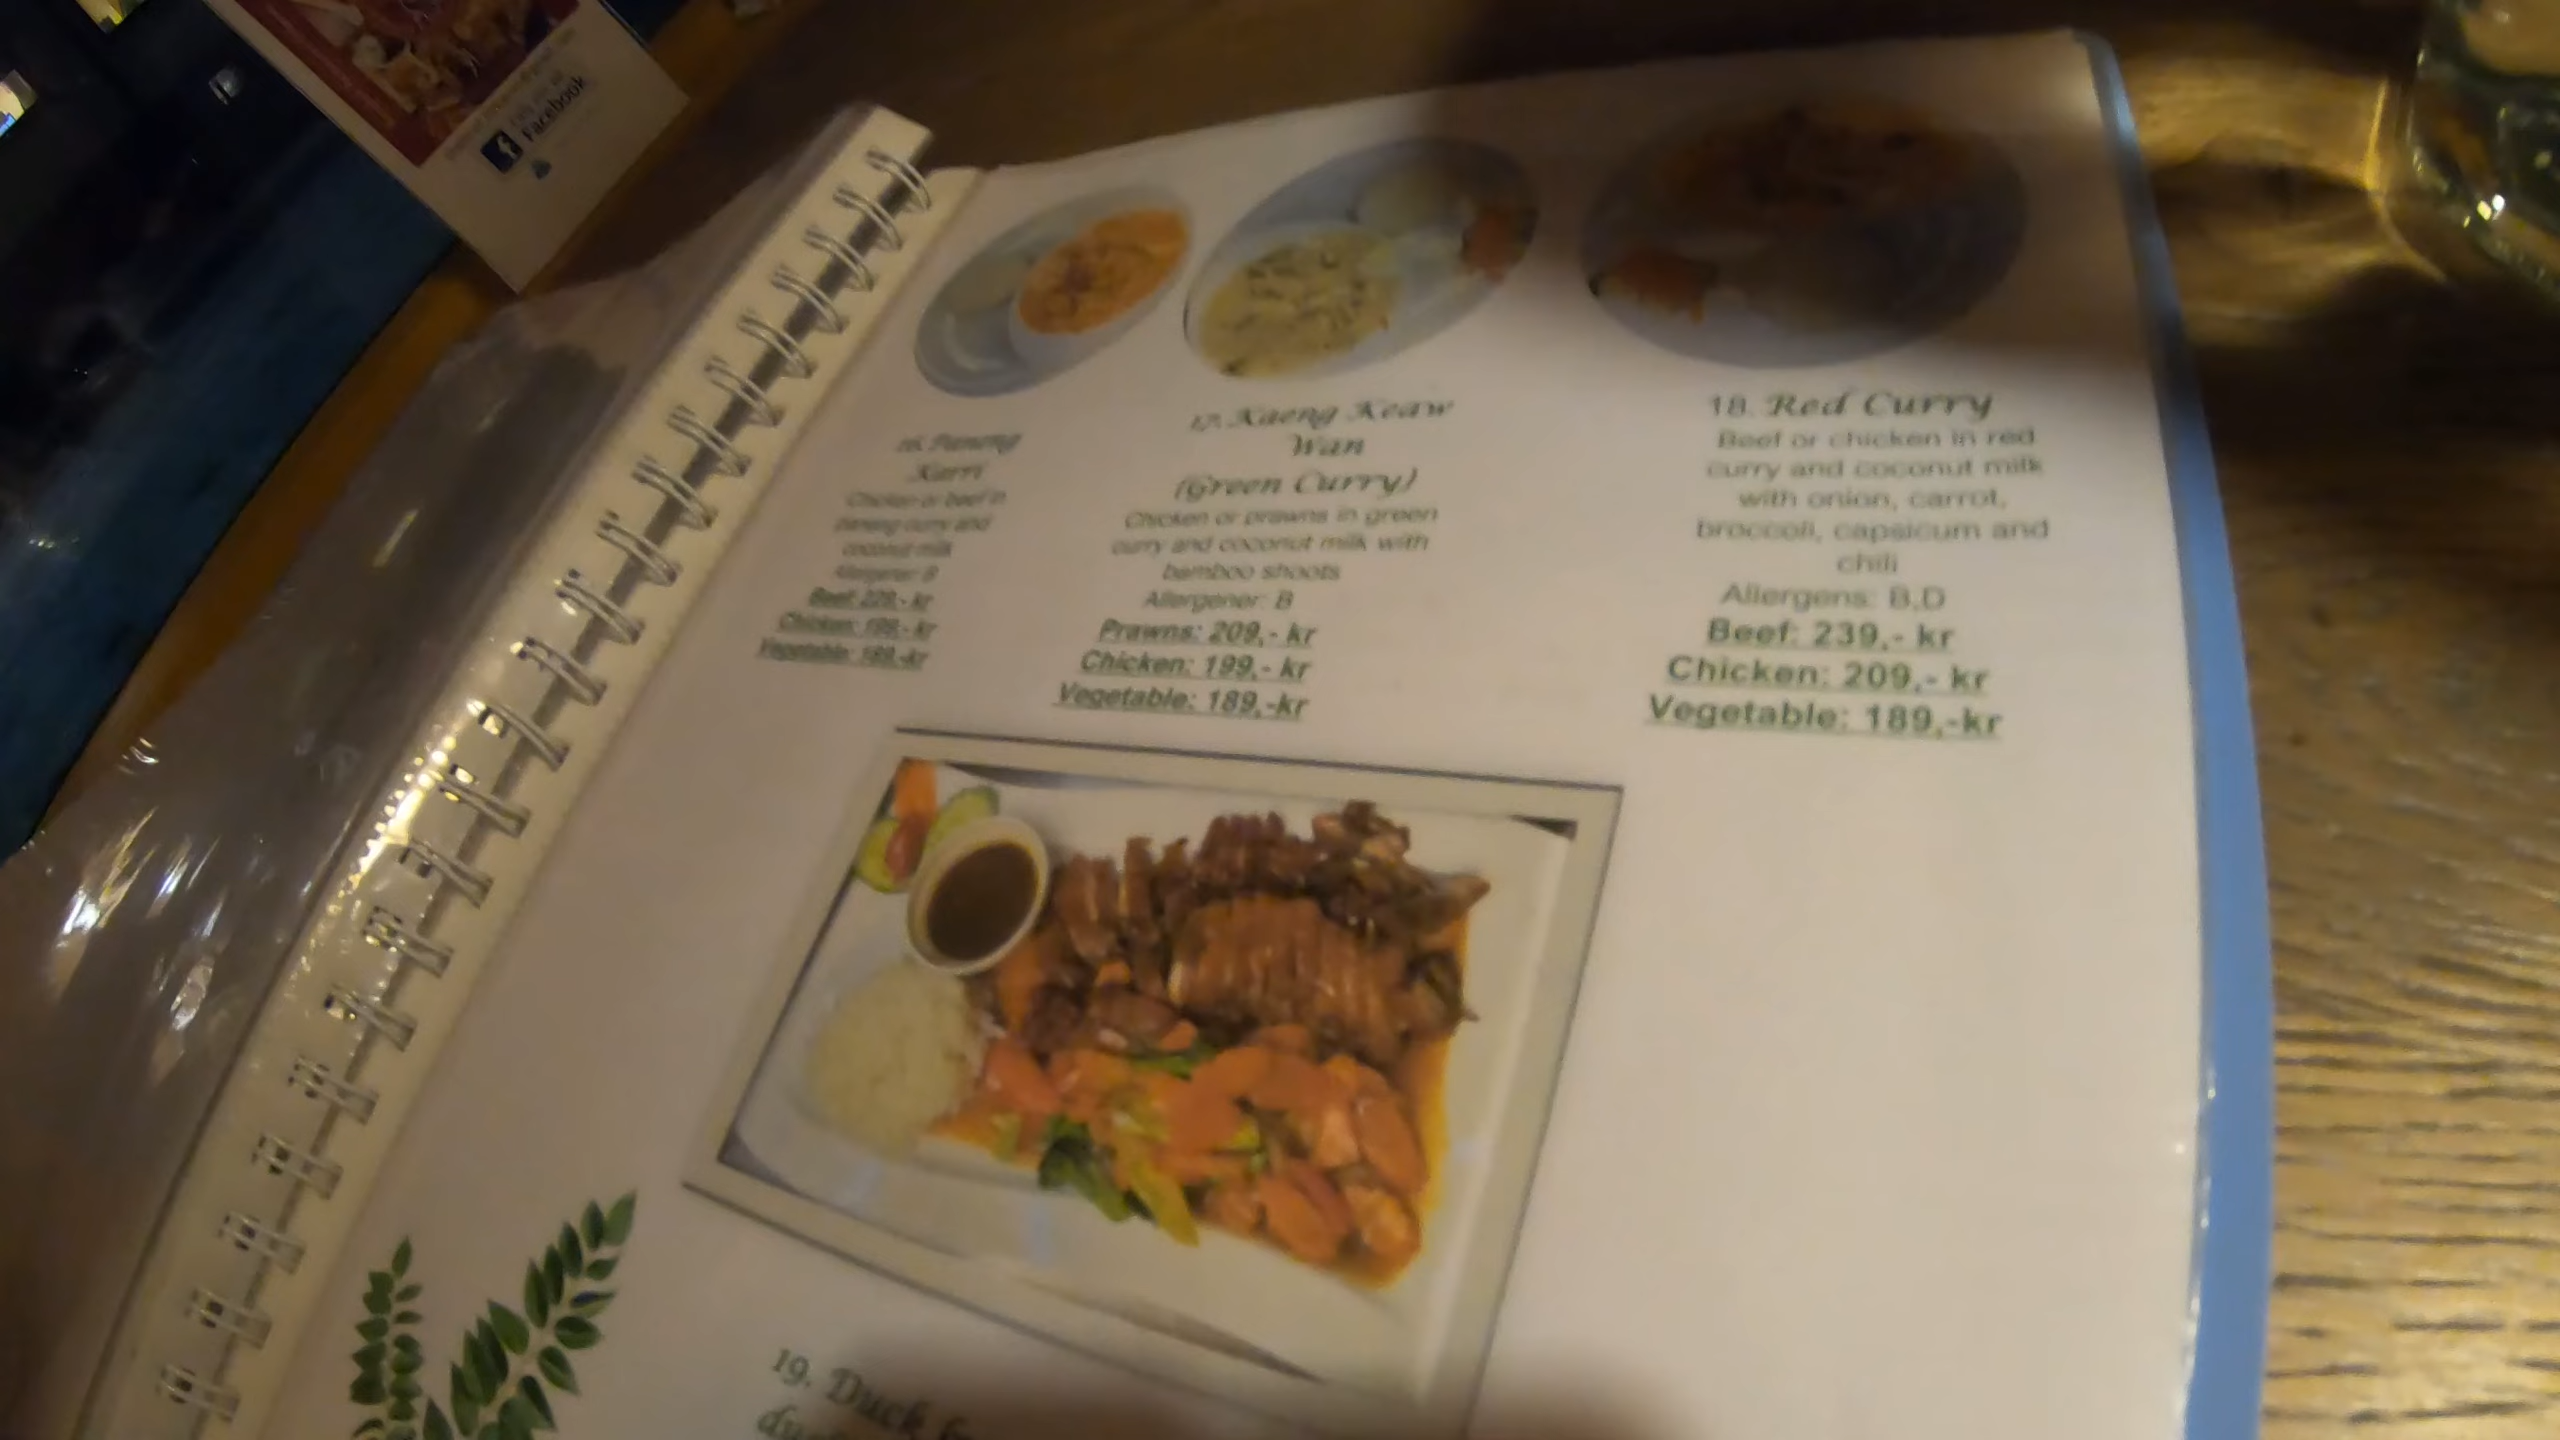 Facebook
16. Paneng
Karri
Chicken or beef in
paneng curry and
coconut milk
Allergener: B
Beef: 229,- kr
Chicken: 199,- kr
Vegetable: 189,-kr
17. Kaeng Keaw
Wan
(Green Curry)
Chicken or prawns in green
curry and coconut milk with
bamboo shoots
Allergener: B
Prawns: 209,- kr
Chicken: 199,- kr
Vegetable: 189,-kr
18. Red Curry
Beef or chicken in red
curry and coconut milk
with onion, carrot,
broccoli, capsicum and
chili
Allergens: B,D
Beef: 239,- kr
Chicken: 209,- kr
Vegetable: 189,-kr
19. Duck